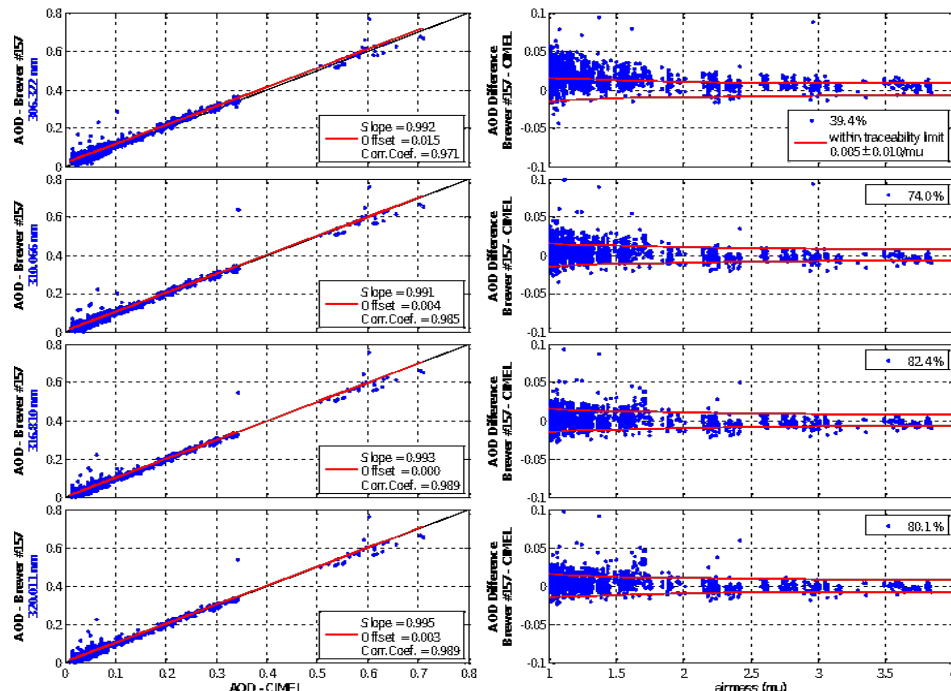 AOD - Brewer #157
306.322 nm
0.8
0.6
0.4
0.2
0
Slope = 0.992
Offset = 0.015
Corr.Coef. = 0.971
AOD Difference
Brewer #157 - CIMEL
0.1
0.05
0
-0.05
-0.1
39.4%
within traceability limit
0.005±0.010/mu
AOD - Brewer #157
310.066 nm
0.8
0.6
0.4
0.2
0
Slope = 0.991
Offset = 0.004
Corr.Coef. = 0.985
AOD Difference
Brewer #157 - CIMEL
0.1
0.05
0
-0.05
-0.1
74.0%
AOD - Brewer #157
316.810 nm
0.8
0.6
0.4
0.2
0
Slope = 0.993
Offset = 0.000
Corr.Coef. = 0.989
AOD Difference
Brewer #157 - CIMEL
0.1
0.05
0
-0.05
-0.1
82.4%
AOD - Brewer #157
320.011 nm
0.8
0.6
0.4
0.2
0
Slope = 0.995
Offset = 0.003
Corr.Coef. = 0.989
0 0.1 0.2 0.3 0.4 0.5 0.6 0.7 0.8
AOD - CIMEL
AOD Difference
Brewer #157 - CIMEL
0.1
0.05
0
-0.05
-0.1
80.1%
1 1.5 2 2.5 3 3.5 4
airmass (mu)